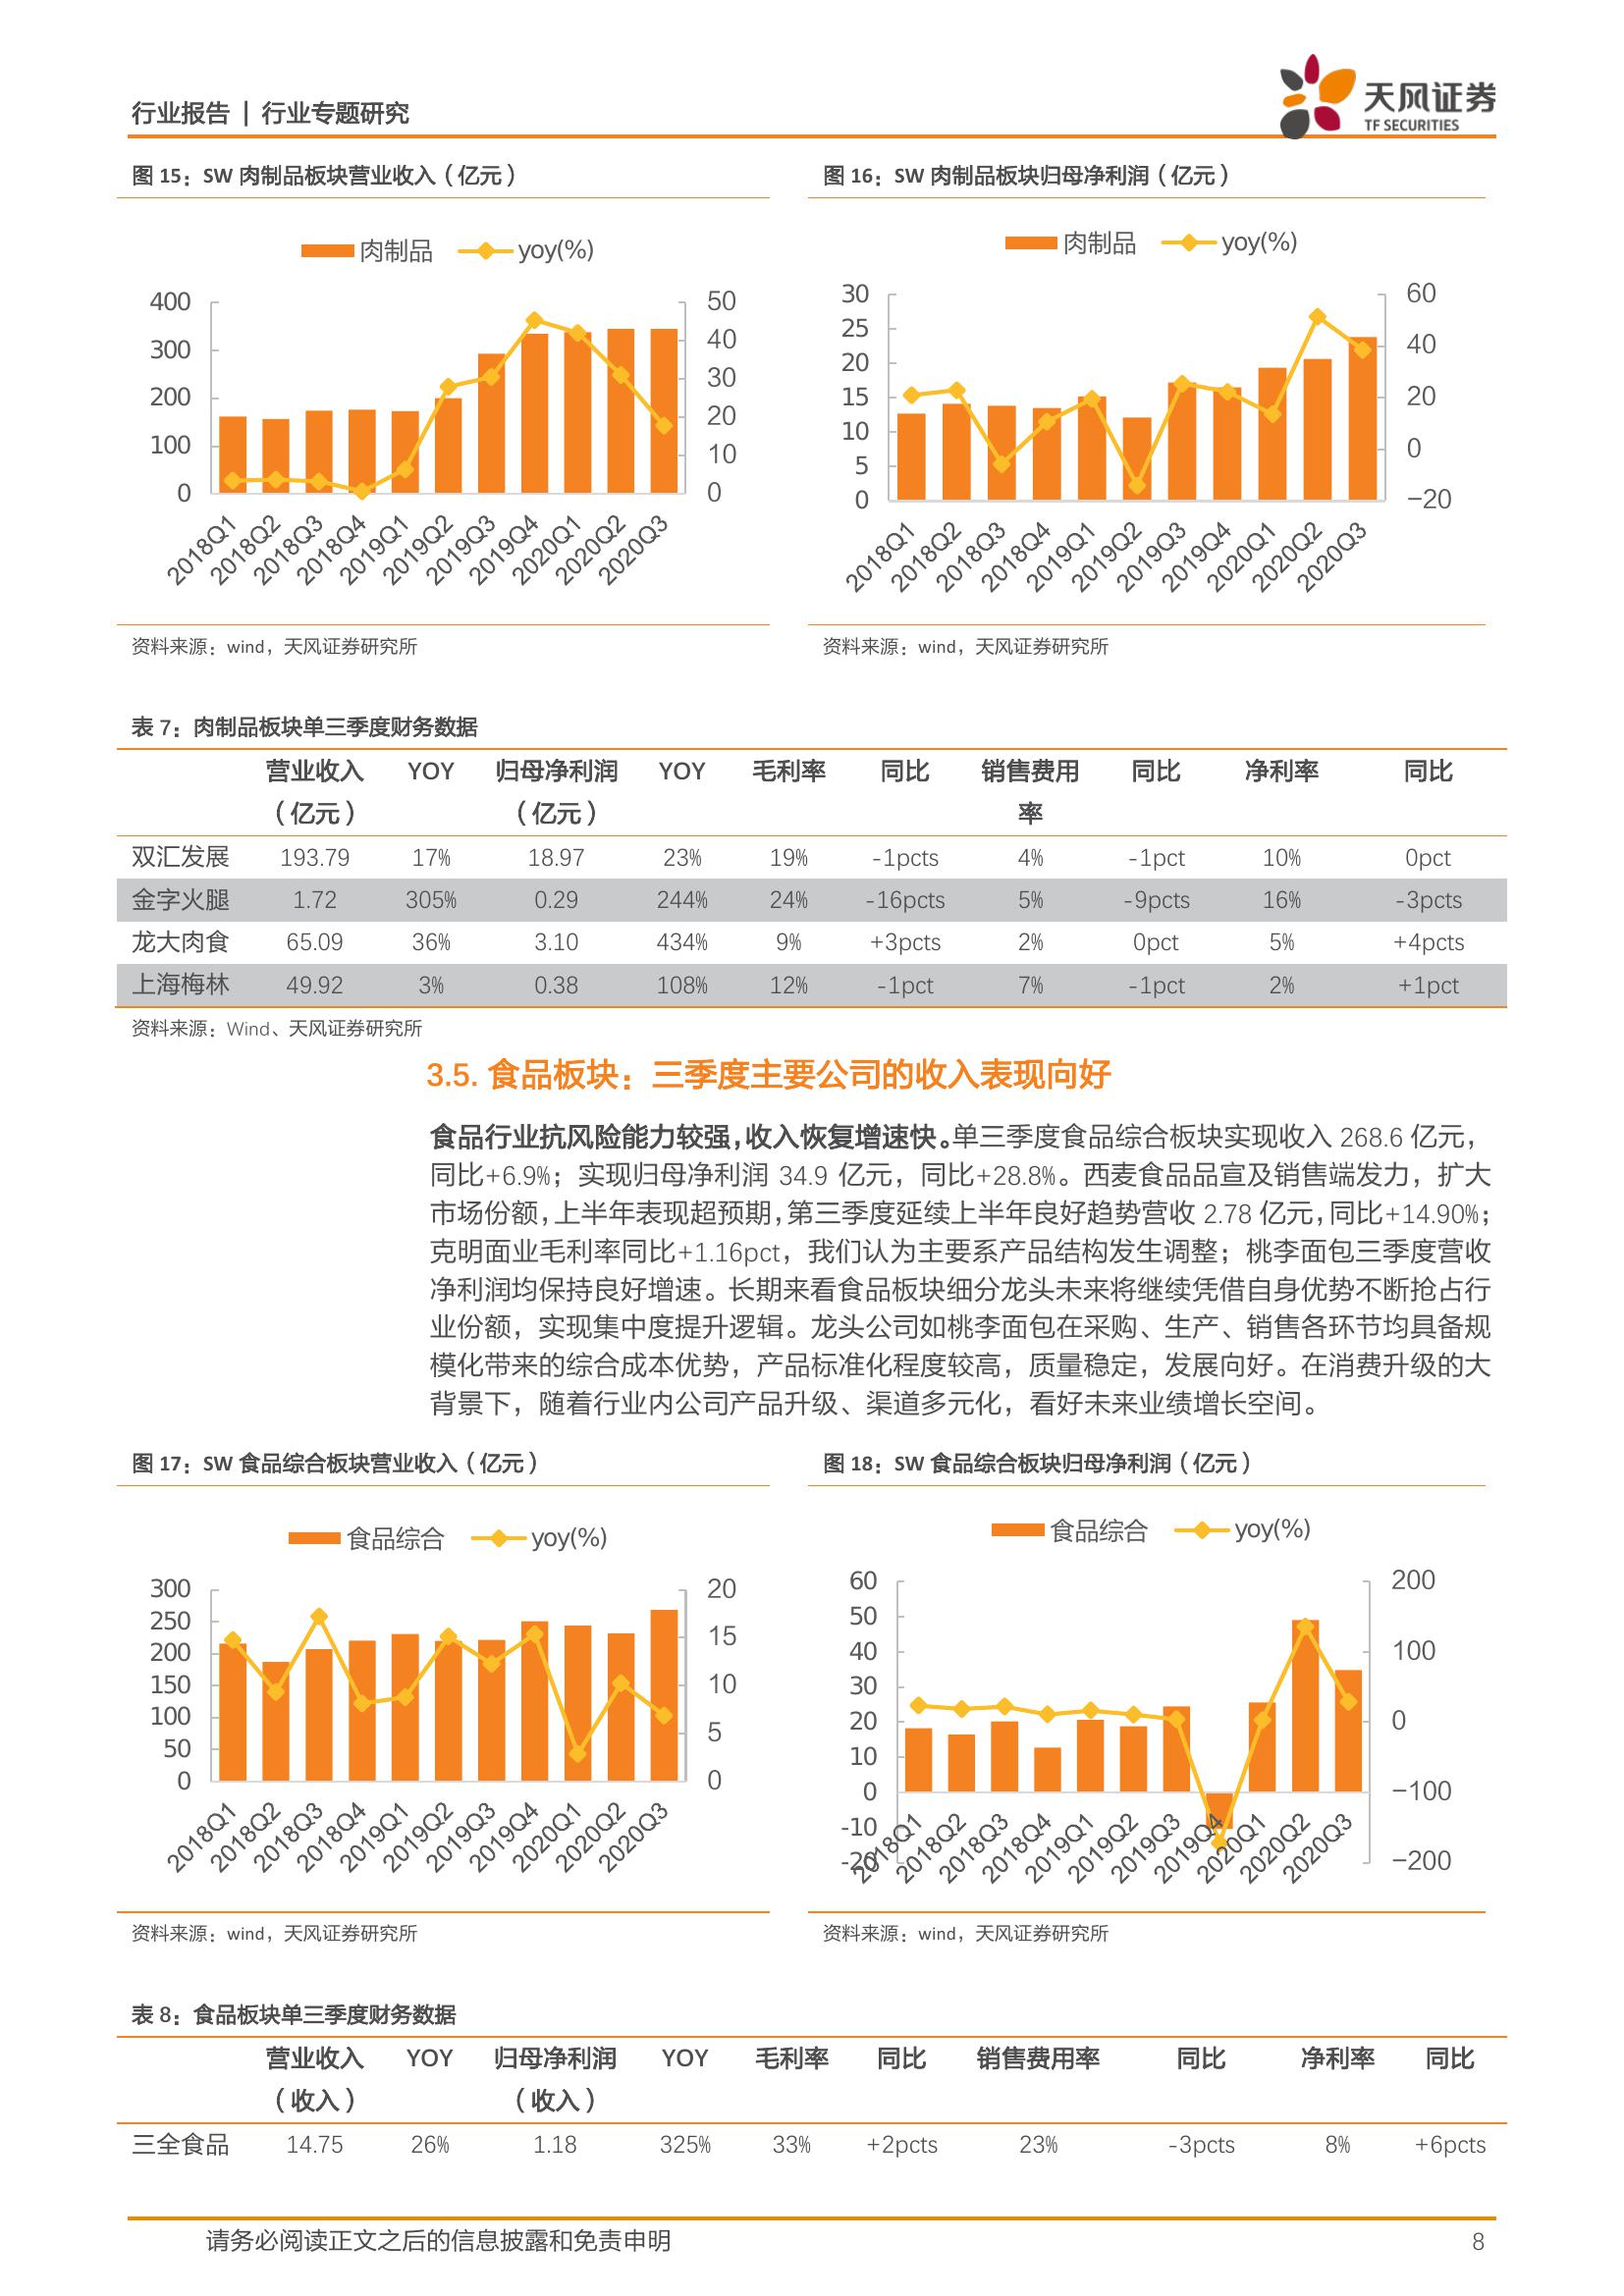 行业报告 | 行业专题研究
天风证券
TF SECURITIES
图 15：SW 肉制品板块营业收入（亿元）
肉制品 yoy(%)
400
300
200
100
0
50
40
30
20
10
0
2018Q1
2018Q2
2018Q3
2018Q4
2019Q1
2019Q2
2019Q3
2019Q4
2020Q1
2020Q2
2020Q3
资料来源：wind，天风证券研究所
图 16：SW 肉制品板块归母净利润（亿元）
肉制品 yoy(%)
30
25
20
15
10
5
0
60
40
20
0
−20
2018Q1
2018Q2
2018Q3
2018Q4
2019Q1
2019Q2
2019Q3
2019Q4
2020Q1
2020Q2
2020Q3
资料来源：wind，天风证券研究所
表 7：肉制品板块单三季度财务数据
营业收入 YOY 归母净利润 YOY 毛利率 同比 销售费用 同比 净利率 同比
（亿元） （亿元） 率
双汇发展 193.79 17% 18.97 23% 19% -1pcts 4% -1pct 10% 0pct
金字火腿 1.72 305% 0.29 244% 24% -16pcts 5% -9pcts 16% -3pcts
龙大肉食 65.09 36% 3.10 434% 9% +3pcts 2% 0pct 5% +4pcts
上海梅林 49.92 3% 0.38 108% 12% -1pct 7% -1pct 2% +1pct
资料来源：Wind、天风证券研究所
3.5. 食品板块：三季度主要公司的收入表现向好
食品行业抗风险能力较强，收入恢复增速快。单三季度食品综合板块实现收入 268.6 亿元，
同比+6.9%；实现归母净利润 34.9 亿元，同比+28.8%。西麦食品品宣及销售端发力，扩大
市场份额，上半年表现超预期，第三季度延续上半年良好趋势营收 2.78 亿元，同比+14.90%；
克明面业毛利率同比+1.16pct，我们认为主要系产品结构发生调整；桃李面包三季度营收
净利润均保持良好增速。长期来看食品板块细分龙头未来将继续凭借自身优势不断抢占行
业份额，实现集中度提升逻辑。龙头公司如桃李面包在采购、生产、销售各环节均具备规
模化带来的综合成本优势，产品标准化程度较高，质量稳定，发展向好。在消费升级的大
背景下，随着行业内公司产品升级、渠道多元化，看好未来业绩增长空间。
图 17：SW 食品综合板块营业收入（亿元）
食品综合 yoy(%)
300
250
200
150
100
50
0
20
15
10
5
0
2018Q1
2018Q2
2018Q3
2018Q4
2019Q1
2019Q2
2019Q3
2019Q4
2020Q1
2020Q2
2020Q3
资料来源：wind，天风证券研究所
图 18：SW 食品综合板块归母净利润（亿元）
食品综合 yoy(%)
60
50
40
30
20
10
0
-10
-20
200
100
0
−100
−200
2018Q1
2018Q2
2018Q3
2018Q4
2019Q1
2019Q2
2019Q3
2019Q4
2020Q1
2020Q2
2020Q3
资料来源：wind，天风证券研究所
表 8：食品板块单三季度财务数据
营业收入 YOY 归母净利润 YOY 毛利率 同比 销售费用率 同比 净利率 同比
（收入） （收入）
三全食品 14.75 26% 1.18 325% 33% +2pcts 23% -3pcts 8% +6pcts
请务必阅读正文之后的信息披露和免责申明 8